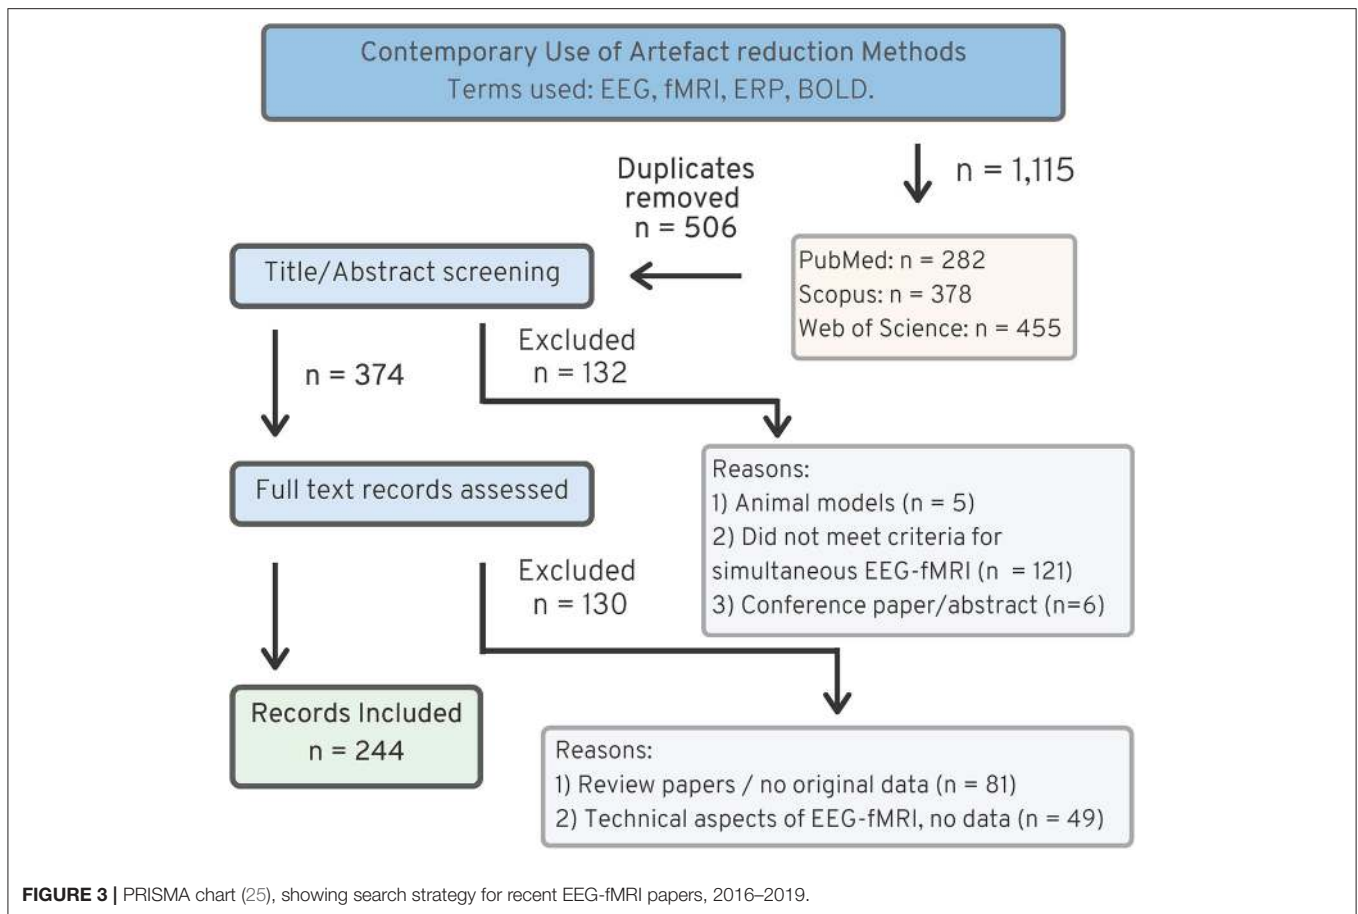 Contemporary Use of Artefact reduction Methods
Terms used: EEG, fMRI, ERP, BOLD.
n = 1,115
Duplicates
removed
n = 506
PubMed: n = 282
Scopus: n = 378
Web of Science: n = 455
Title/Abstract screening
n = 374
Excluded
n = 132
Reasons:
1) Animal models (n = 5)
2) Did not meet criteria for
simultaneous EEG-fMRI (n = 121)
3) Conference paper/abstract (n=6)
Full text records assessed
Excluded
n = 130
Reasons:
1) Review papers / no original data (n = 81)
2) Technical aspects of EEG-fMRI, no data (n = 49)
Records Included
n = 244
FIGURE 3 | PRISMA chart (25), showing search strategy for recent EEG-fMRI papers, 2016–2019.